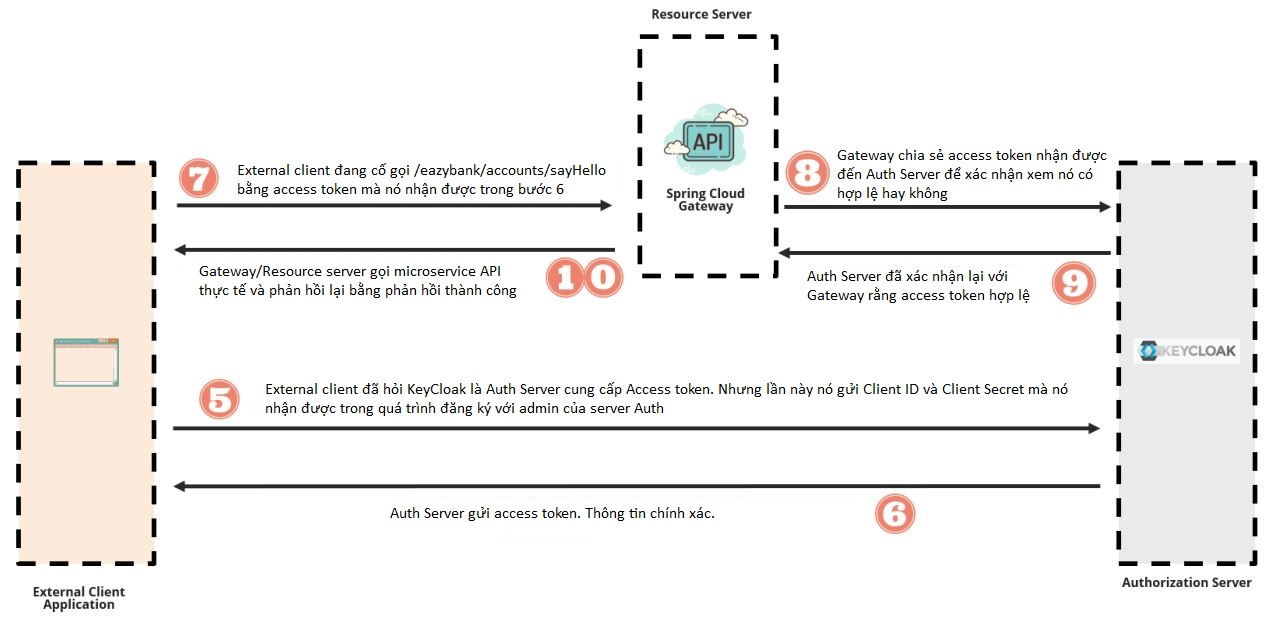 Resource Server
API
Spring Cloud
Gateway
7
External client đang cố gọi /eazybank/accounts/sayHello
bằng access token mà nó nhận được trong bước 6
8
Gateway chia sẻ access token nhận được
đến Auth Server để xác nhận xem nó có
hợp lệ hay không
Gateway/Resource server gọi microservice API
thực tế và phản hồi lại bằng phản hồi thành công
10
Auth Server đã xác nhận lại với
Gateway rằng access token hợp lệ
9
KEYCLOAK
5
External client đã hỏi KeyCloak là Auth Server cung cấp Access token. Nhưng lần này nó gửi Client ID và Client Secret mà nó
nhận được trong quá trình đăng ký với admin của server Auth
Auth Server gửi access token. Thông tin chính xác.
6
External Client
Application
Authorization Server